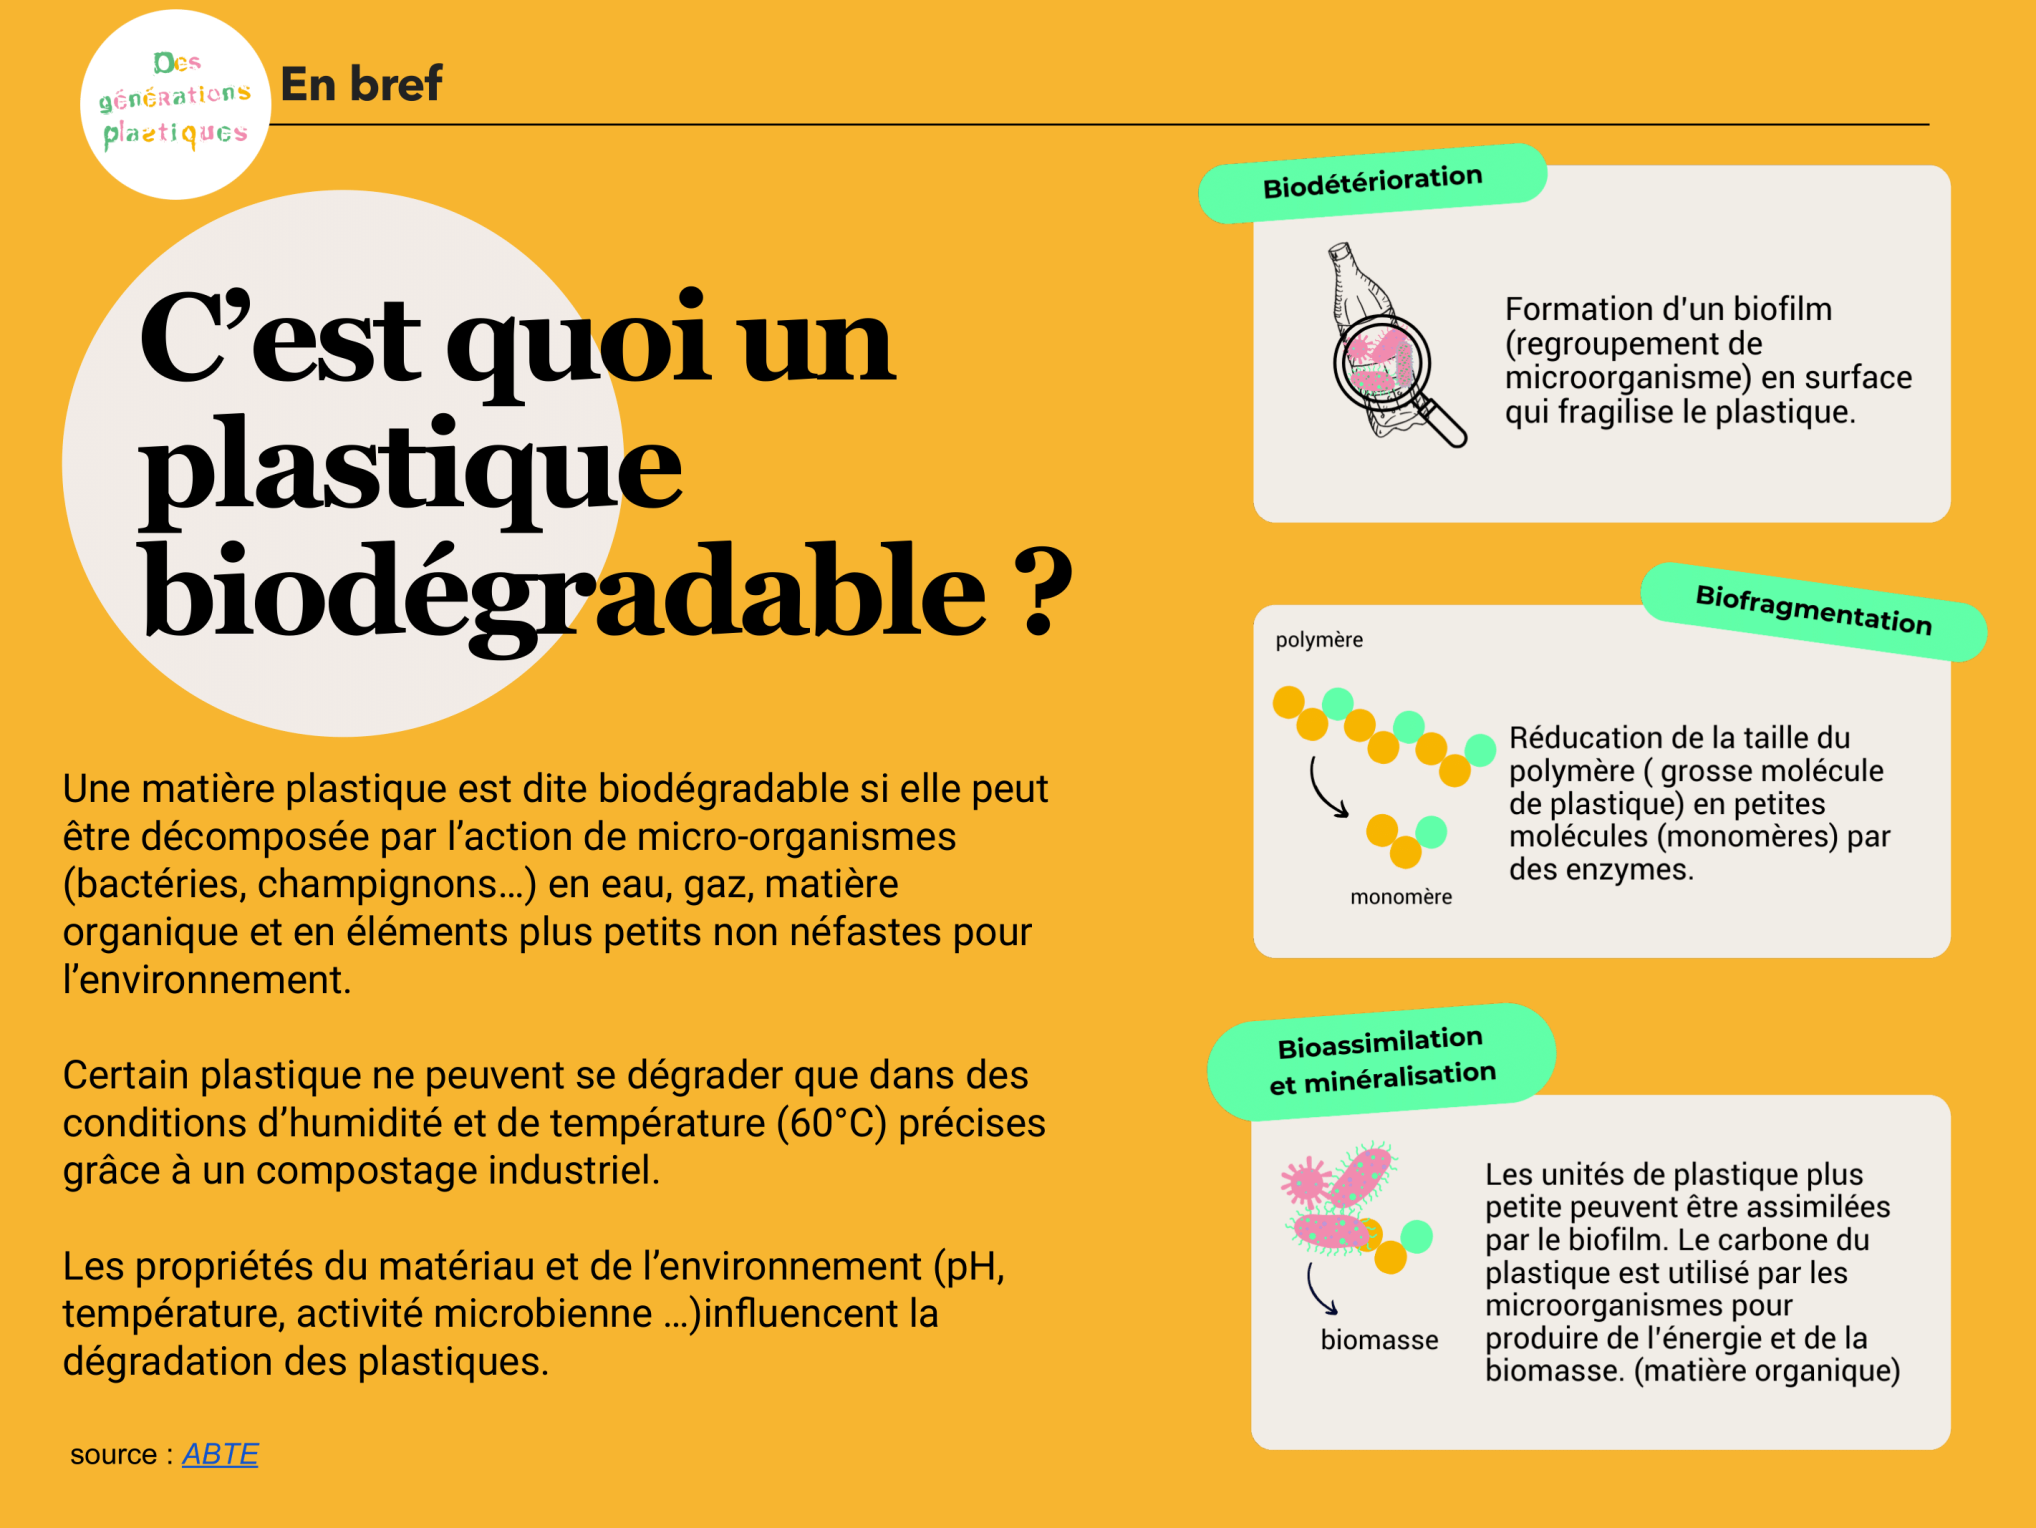 Des
générations
plastiques
En bref
C’est quoi un
plastique
biodégradable ?
Une matière plastique est dite biodégradable si elle peut
être décomposée par l’action de micro-organismes
(bactéries, champignons...) en eau, gaz, matière
organique et en éléments plus petits non néfastes pour
l’environnement.
Certain plastique ne peuvent se dégrader que dans des
conditions d’humidité et de température (60°C) précises
grâce à un compostage industriel.
Les propriétés du matériau et de l’environnement (pH,
température, activité microbienne ...)influencent la
dégradation des plastiques.
source : ABTE
Biodétérioration
Formation d'un biofilm
(regroupement de
microorganisme) en surface
qui fragilise le plastique.
Biofragmentation
polymère
Réducation de la taille du
polymère ( grosse molécule
de plastique) en petites
molécules (monomères) par
des enzymes.
monomère
Bioassimilation
et minéralisation
Les unités de plastique plus
petite peuvent être assimilées
par le biofilm. Le carbone du
plastique est utilisé par les
microorganismes pour
produire de l'énergie et de la
biomasse. (matière organique)
biomasse